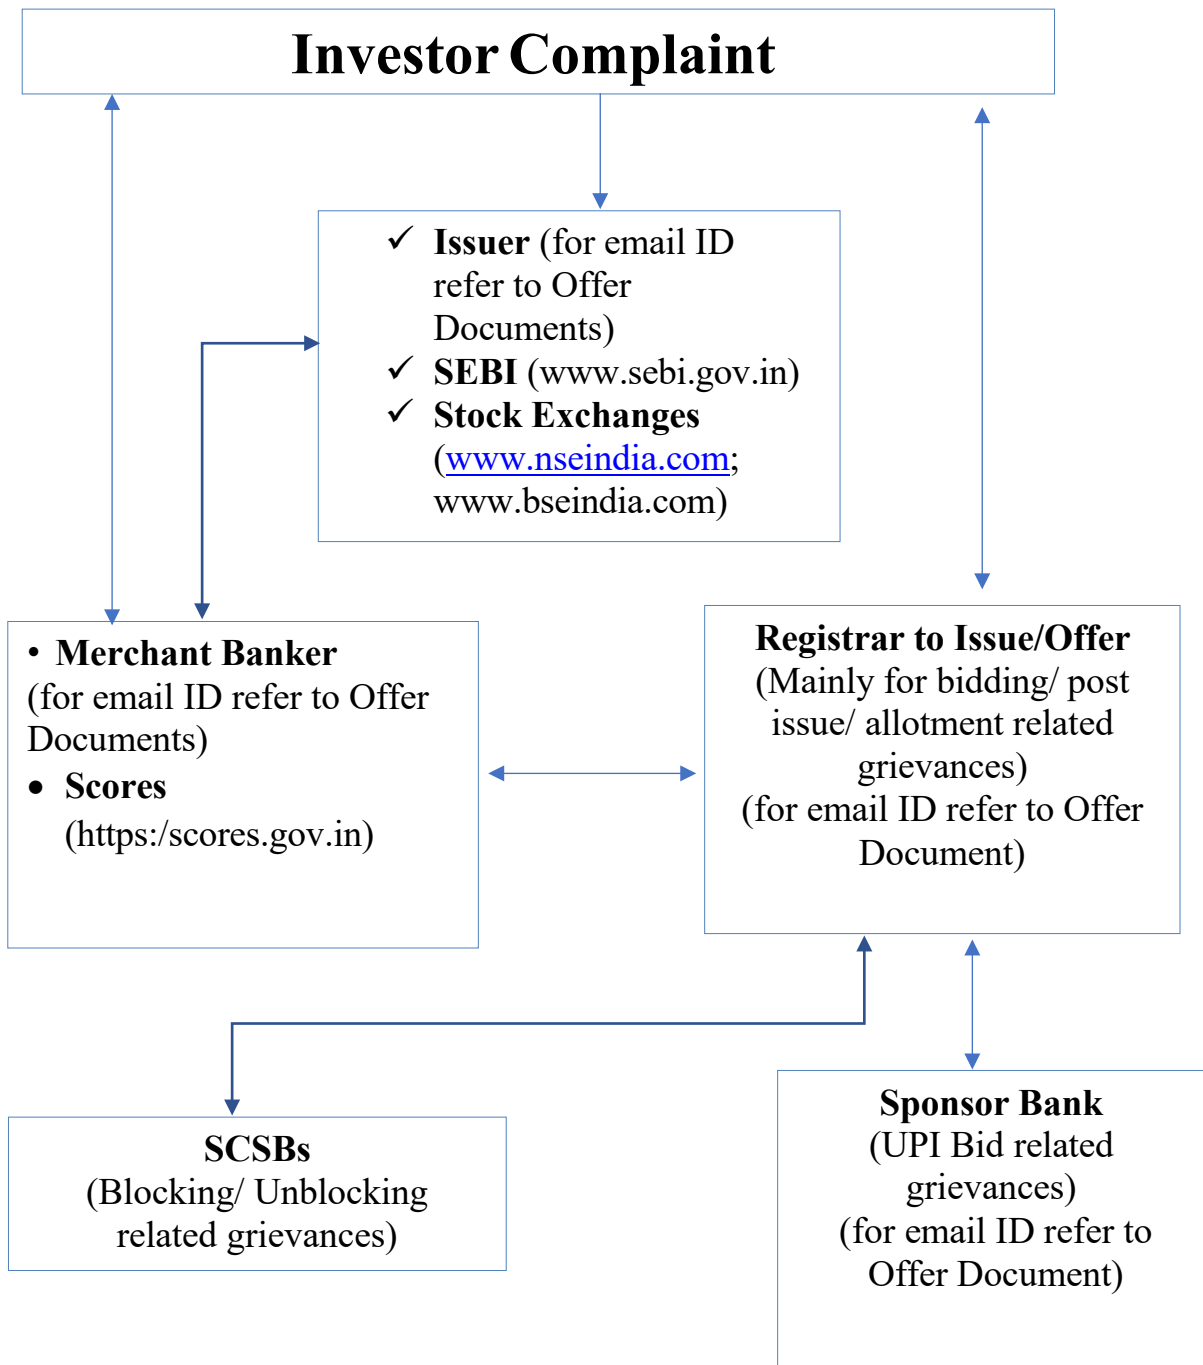 Investor Complaint
✓ Issuer (for email ID
refer to Offer
Documents)
✓ SEBI (www.sebi.gov.in)
✓ Stock Exchanges
(www.nseindia.com;
www.bseindia.com)
• Merchant Banker
(for email ID refer to Offer
Documents)
• Scores
(https:/scores.gov.in)
Registrar to Issue/Offer
(Mainly for bidding/ post
issue/ allotment related
grievances)
(for email ID refer to Offer
Document)
SCSBs
(Blocking/ Unblocking
related grievances)
Sponsor Bank
(UPI Bid related
grievances)
(for email ID refer to
Offer Document)